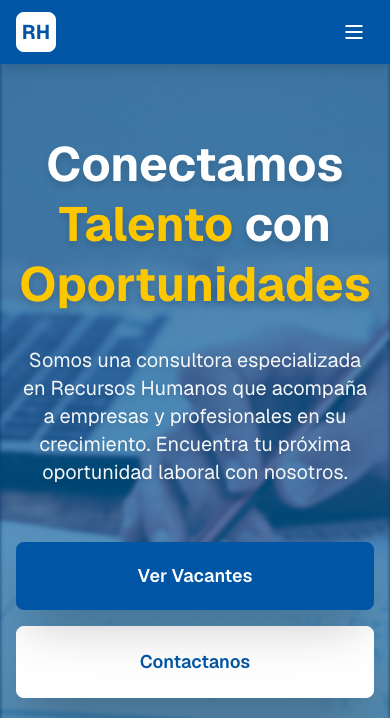 RH
Conectamos
Talento con
Oportunidades
Somos una consultora especializada
en Recursos Humanos que acompaña
a empresas y profesionales en su
crecimiento. Encuentra tu próxima
oportunidad laboral con nosotros.
Ver Vacantes
Contactanos